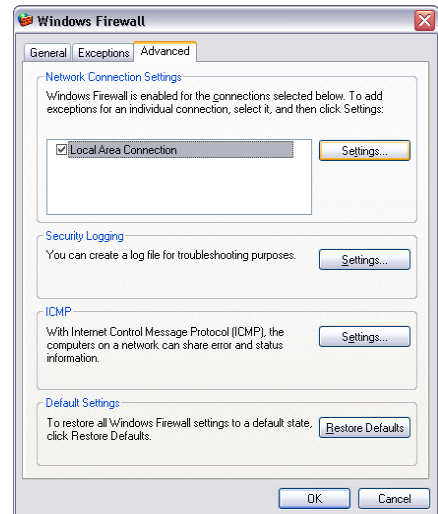 Windows Firewall
General Exceptions Advanced
Network Connection Settings
Windows Firewall is enabled for the connections selected
below. To add
exceptions for an individual connection, select it, and then click Settings:
Local Area Connection
Settings...
Security Logging
You can create a log file for troubleshooting purposes.
Settings...
ICMP
With Internet Control Message Protocol (ICMP), the
computers on a network can share error and status
information.
Settings...
Default Settings
To restore all Windows Firewall settings to a default state,
click Restore Defaults.
Restore Defaults
OK Cancel